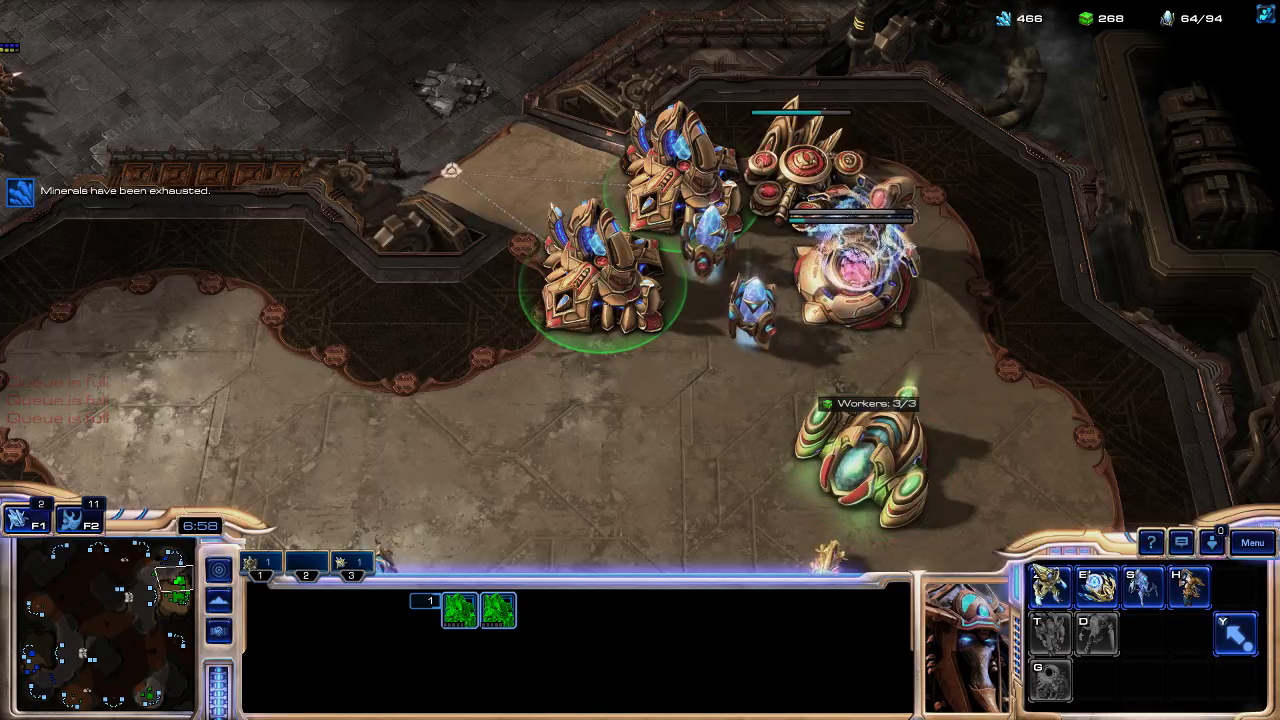 466 268 64/94
Minerals have been exhausted.
Queue is full
Queue is full
Queue is full
Workers: 3/3
2 11
F1 F2
6:58
0
? Menu
1 1
1 2 3
1
E S H
T D Y
G